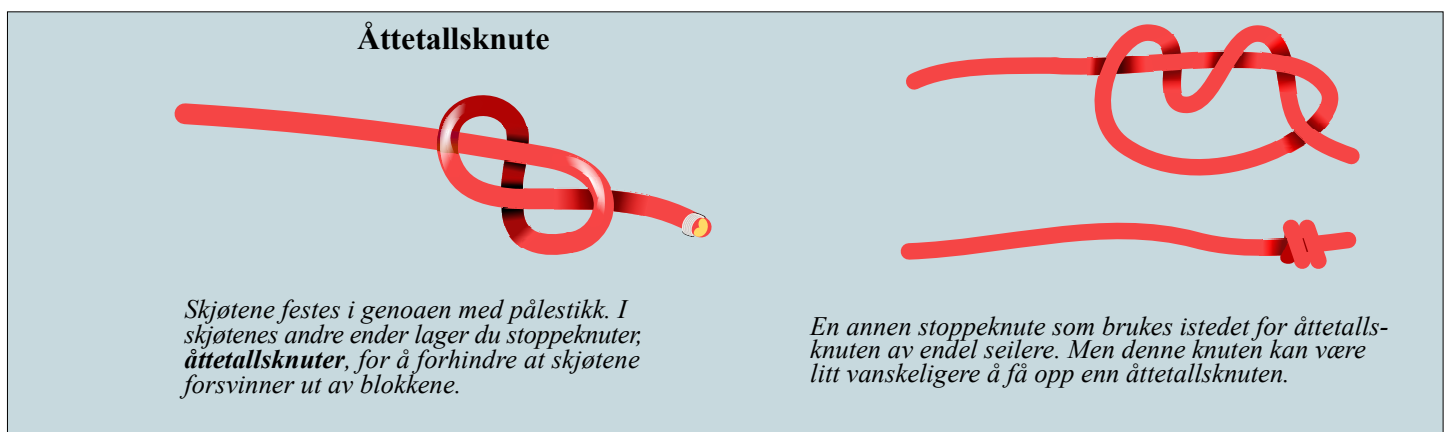 Åttetallsknute
Skjøtene festes i genoaen med pålestikk. I
skjøtenes andre ender lager du stoppeknuter,
åttetallsknuter, for å forhindre at skjøtene
forsvinner ut av blokkene.
En annen stoppeknute som brukes istedet for åttetalls-
knuten av endel seilere. Men denne knuten kan være
litt vanskeligere å få opp enn åttetallsknuten.